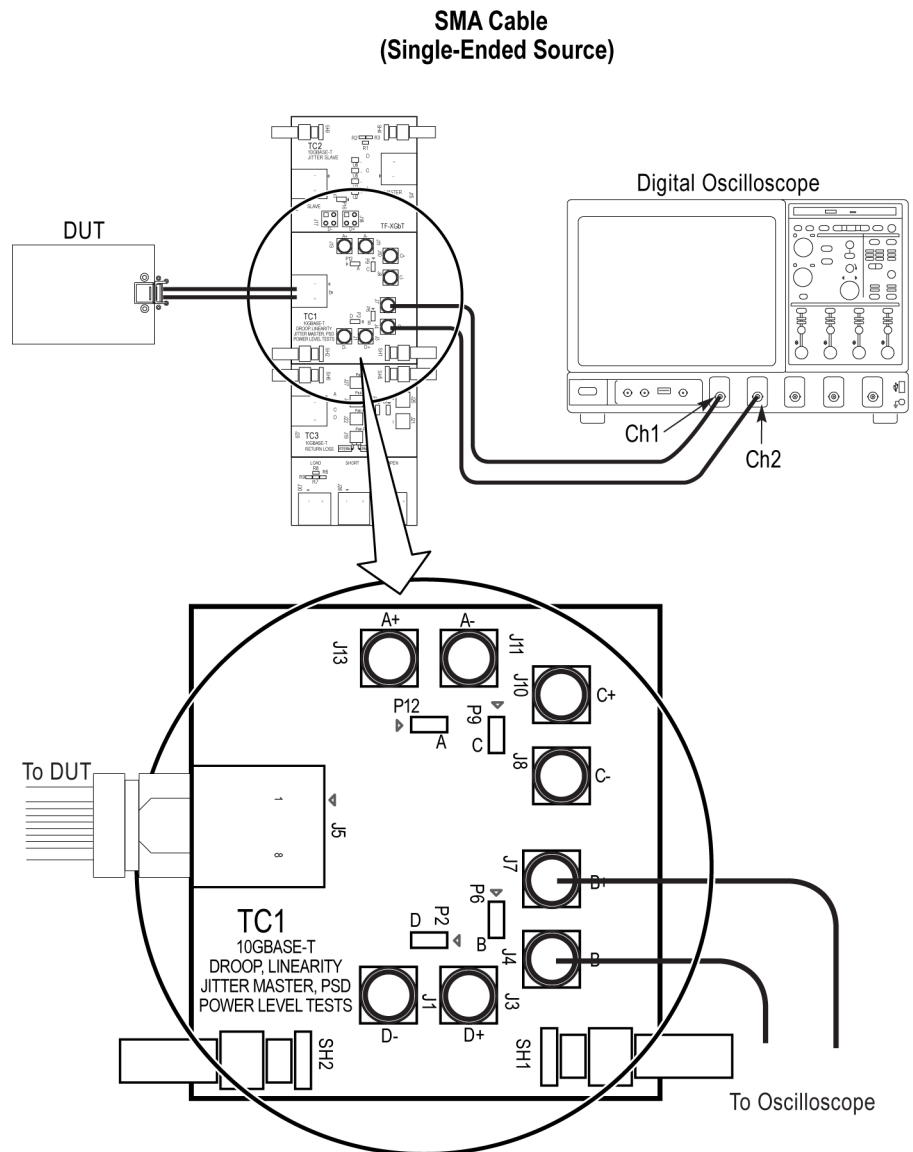 SMA Cable
(Single-Ended Source)
DUT
Digital Oscilloscope
TC2
10GBASE-T
JITTER SLAVE
SLAVE
TF-XGbT
TC1
10GBASE-T
DROOP, LINEARITY
JITTER MASTER, PSD
POWER LEVEL TESTS
TC3
10GBASE-T
RETURN LOSS
LOAD
SHORT
Ch1
Ch2
A+
A-
J13
J11
J10
C+
P12
A
P9
C
J8
C-
To DUT
1
8
J5
J7
P6
B
D
P2
J4
TC1
10GBASE-T
DROOP, LINEARITY
JITTER MASTER, PSD
POWER LEVEL TESTS
J1
J3
D-
D+
SH2
SH1
To Oscilloscope